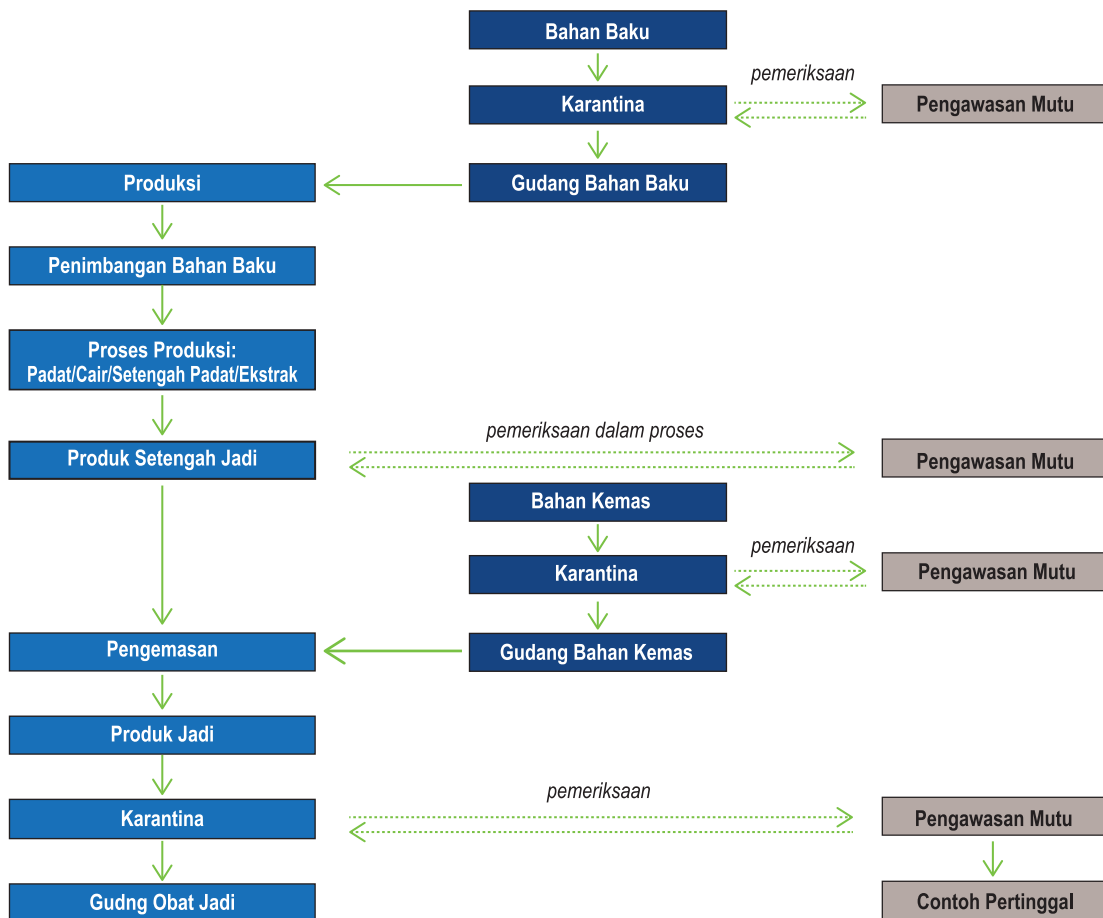 Bahan Baku
pemeriksaan
Karantina
Pengawasan Mutu
Produksi
Gudang Bahan Baku
Penimbangan Bahan Baku
Proses Produksi:
Padat/Cair/Setengah Padat/Ekstrak
pemeriksaan dalam proses
Produk Setengah Jadi
Pengawasan Mutu
Bahan Kemas
pemeriksaan
Karantina
Pengawasan Mutu
Pengemasan
Gudang Bahan Kemas
Produk Jadi
pemeriksaan
Karantina
Pengawasan Mutu
Gudng Obat Jadi
Contoh Pertinggal